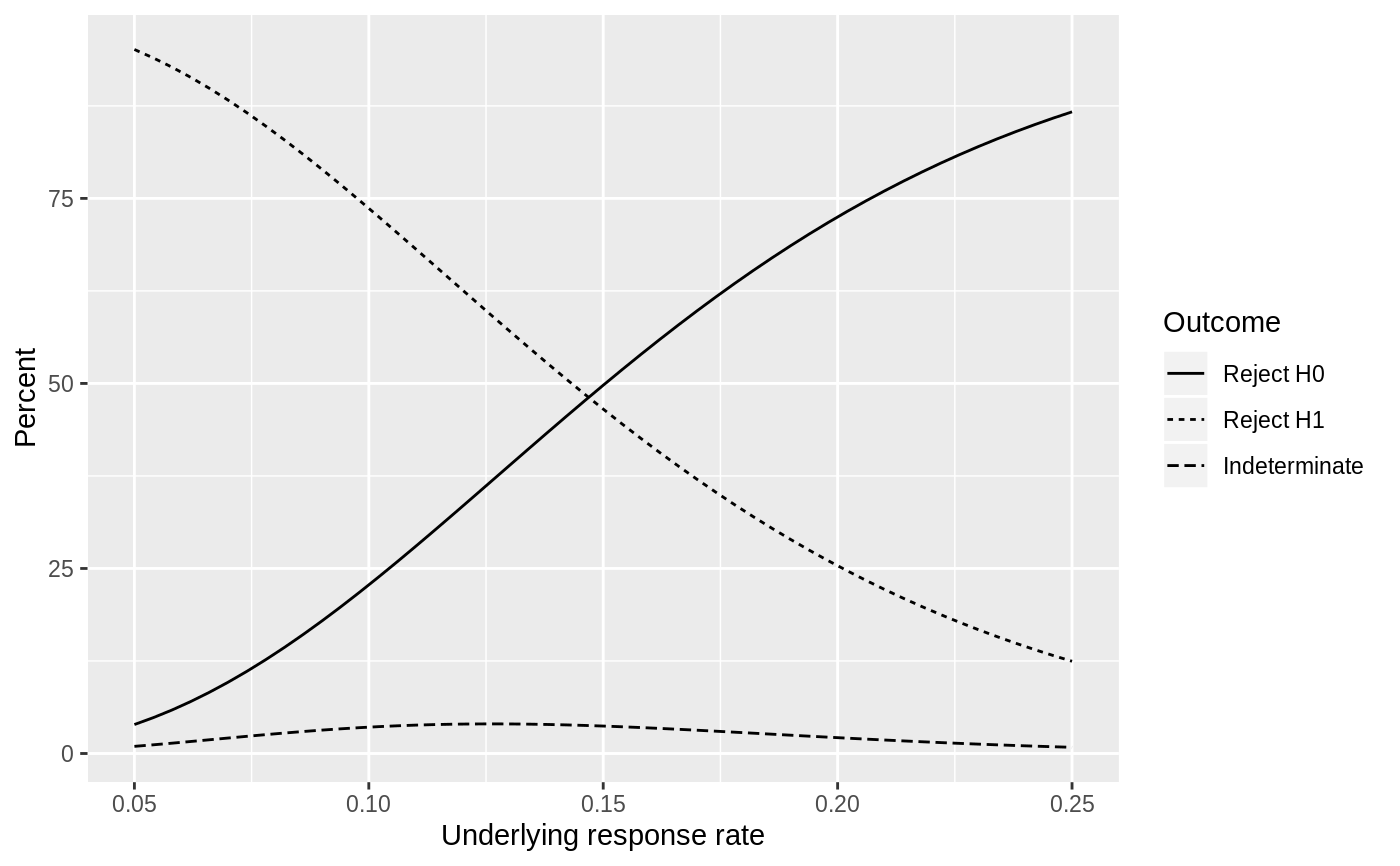 75
50
25
0
Percent
0.05 0.10 0.15 0.20 0.25
Underlying response rate
Outcome
Reject H0
Reject H1
Indeterminate